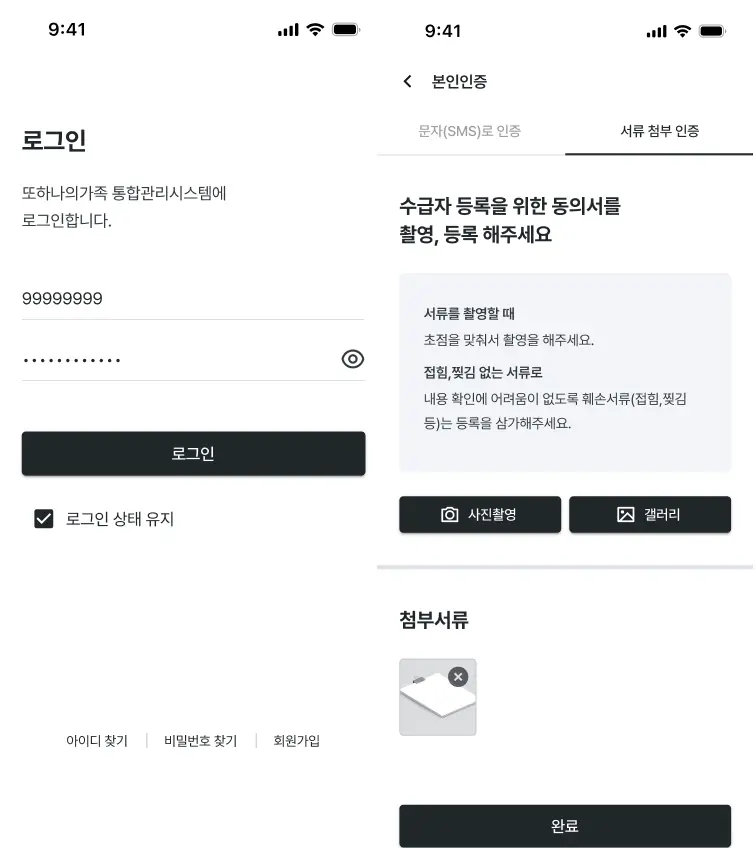 9:41
로그인
또하나의가족 통합관리시스템에
로그인합니다.
99999999
••••••••••••
로그인
로그인 상태 유지
아이디 찾기
비밀번호 찾기
회원가입
9:41
본인인증
문자(SMS)로 인증
서류 첨부 인증
수급자 등록을 위한 동의서를
촬영, 등록 해주세요
서류를 촬영할 때
초점을 맞춰서 촬영을 해주세요.
접힘,찢김 없는 서류로
내용 확인에 어려움이 없도록 훼손서류(접힘,찢김
등)는 등록을 삼가해주세요.
사진촬영
갤러리
첨부서류
완료